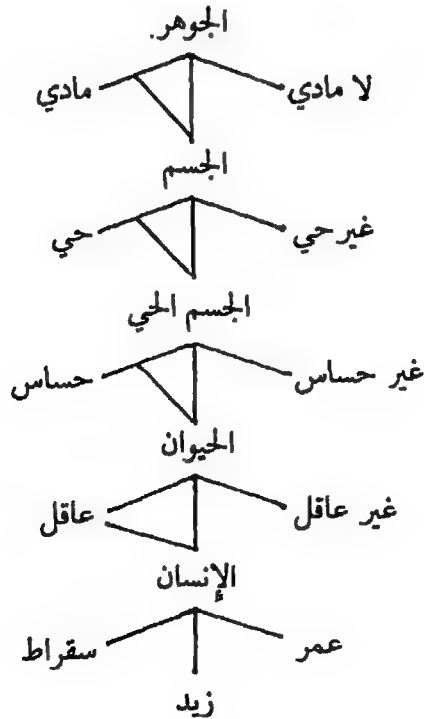 الجوهر.
لا مادي
مادي
الجسم
غير حي
حي
الجسم الحي
غير حساس
حساس
الحيوان
غير عاقل
عاقل
الإنسان
عمر
سقراط
زيد